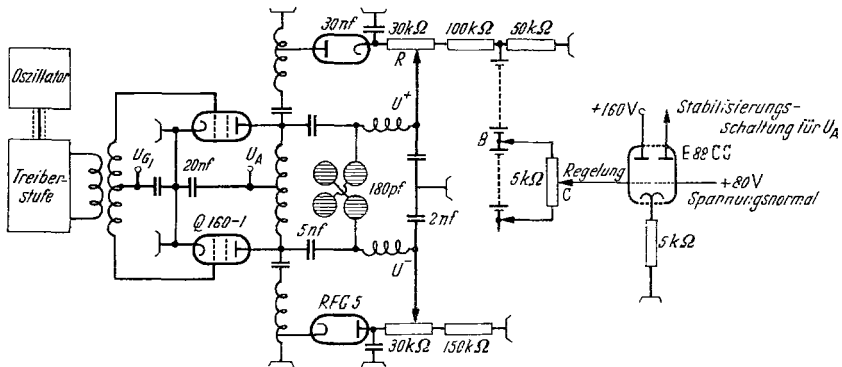 Oszillator
Treiber-
stufe
U_G1
20nf
U_A
Q 160-1
5nf
30nf
30kΩ
100kΩ
50kΩ
R
U⁺
180pf
2nf
U⁻
RFG 5
30kΩ
150kΩ
B
5kΩ
C
Regelung
+160V
Stabilisierungs-
schaltung für U_A
E 88 CC
+80V
Spannungsnormal
5kΩ